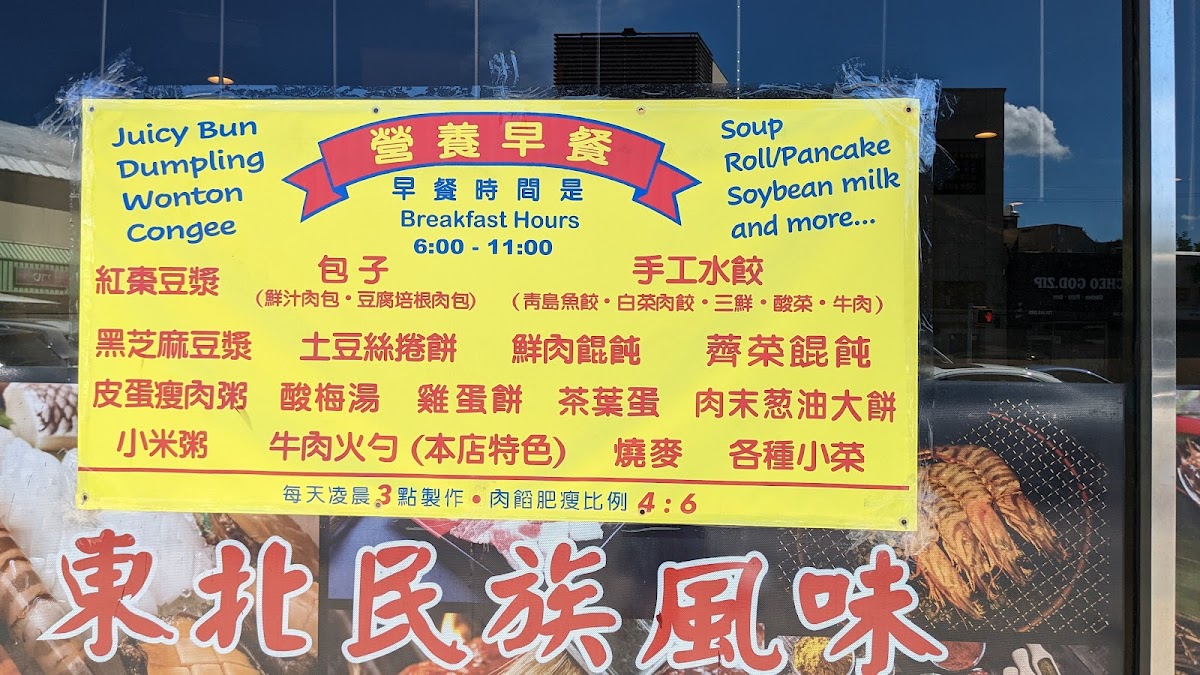 Juicy Bun
Dumpling
Wonton
Congee
營養早餐
早餐時間是
Breakfast Hours
6:00 - 11:00
Soup
Roll/Pancake
Soybean milk
and more...
紅棗豆漿 包子 手工水餃
(鮮汁肉包·豆腐培根肉包) (青島魚餃·白菜肉餃·三鮮·酸菜·牛肉)
黑芝麻豆漿 土豆絲捲餅 鮮肉餛飩 薺菜餛飩
皮蛋瘦肉粥 酸梅湯 雞蛋餅 茶葉蛋 肉末葱油大餅
小米粥 牛肉火勺(本店特色) 燒麥 各種小菜
每天凌晨3點製作·肉餡肥瘦比例4:6
東北民族風味